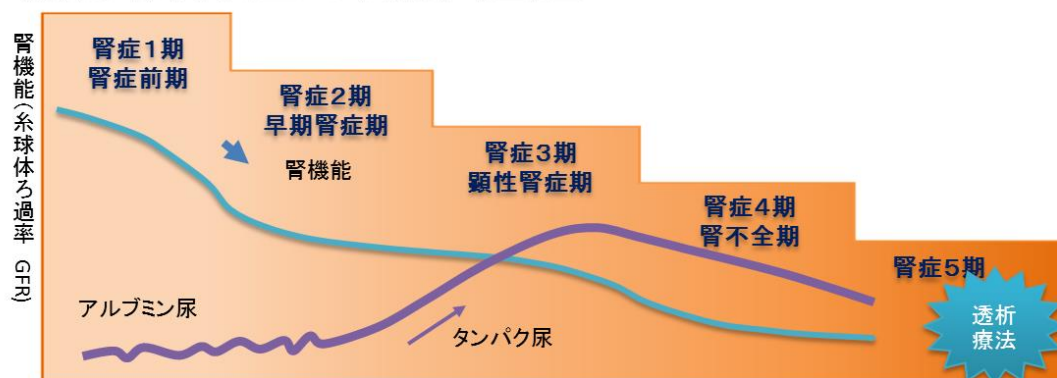 腎機能(糸球体ろ過率 GFR)
腎症1期
腎症前期
腎症2期
早期腎症期
腎機能
腎症3期
顕性腎症期
腎症4期
腎不全期
腎症5期
透析
療法
アルブミン尿
タンパク尿